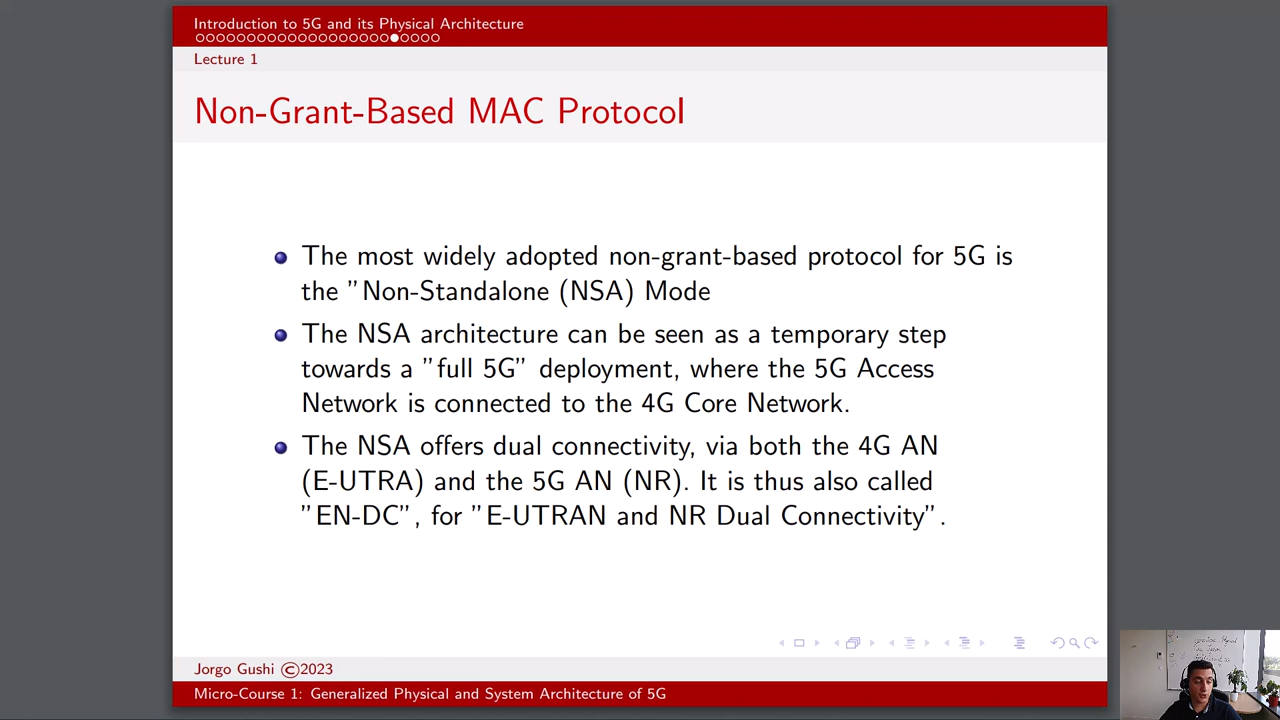 Introduction to 5G and its Physical Architecture
Lecture 1
Non-Grant-Based MAC Protocol
The most widely adopted non-grant-based protocol for 5G is
the ”Non-Standalone (NSA) Mode
The NSA architecture can be seen as a temporary step
towards a ”full 5G” deployment, where the 5G Access
Network is connected to the 4G Core Network.
The NSA offers dual connectivity, via both the 4G AN
(E-UTRA) and the 5G AN (NR). It is thus also called
”EN-DC”, for ”E-UTRAN and NR Dual Connectivity”.
Jorgo Gushi ©2023
Micro-Course 1: Generalized Physical and System Architecture of 5G